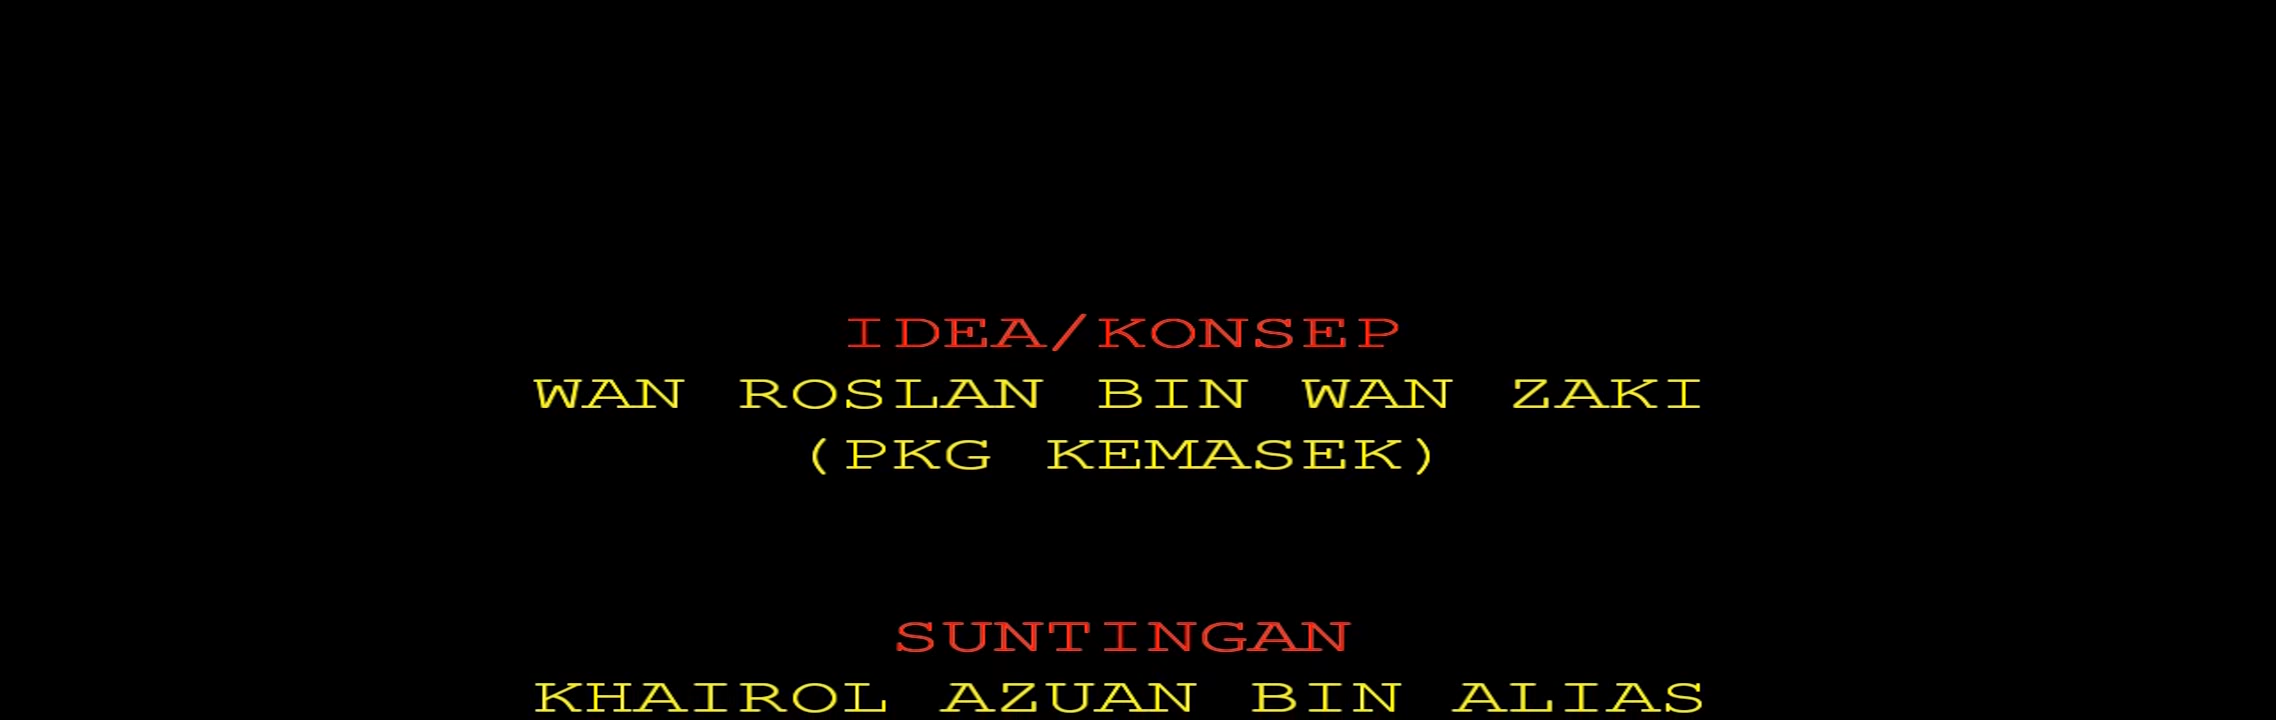 IDEA/KONSEP
WAN ROSLAN BIN WAN ZAKI
(PKG KEMASEK)
SUNTINGAN
KHAIROL AZUAN BIN ALIAS